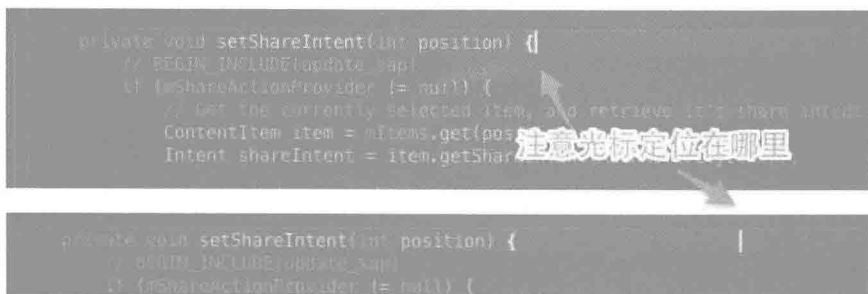 private void setShareIntent(int position) {
// BEGIN_INCLUDE(update_sap)
if (mShareActionProvider != null) {
// Get the currently selected item, and retrieve it's share intent
ContentItem item = mItems.get(pos
Intent shareIntent = item.getShar
注意光标定位在哪里
private void setShareIntent(int position) {
// BEGIN_INCLUDE(update_sap)
if (mShareActionProvider != null) {